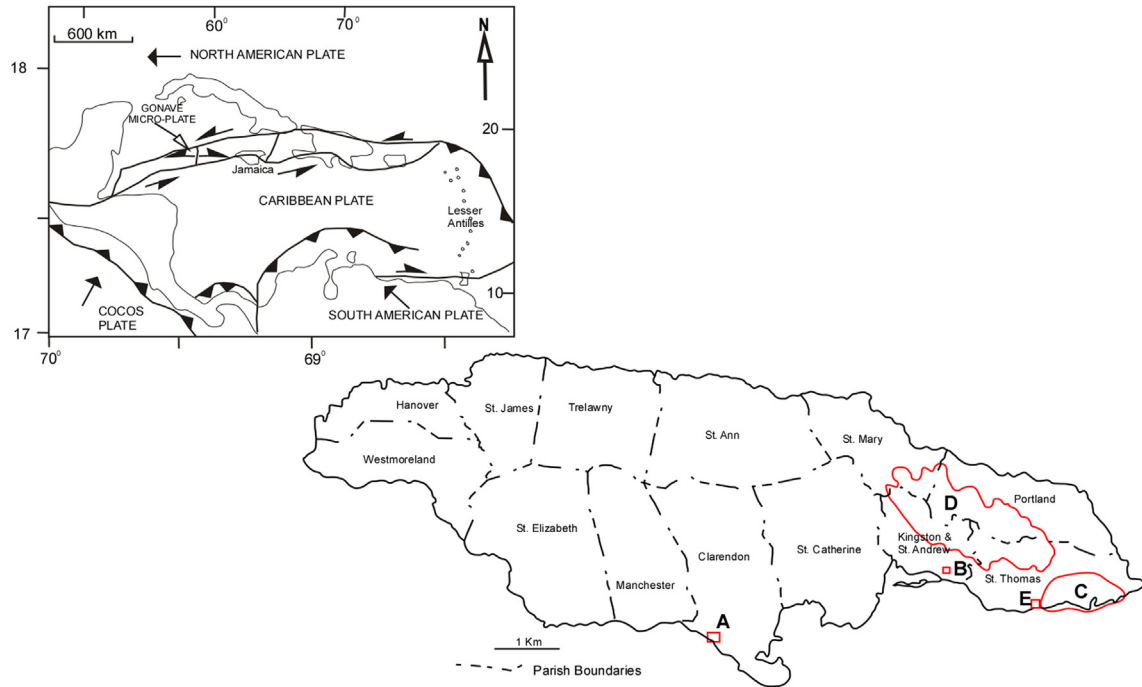 60°
70°
600 km
N
18
NORTH AMERICAN PLATE
GONAVE
MICRO-PLATE
20
Jamaica
CARIBBEAN PLATE
Lesser
Antilles
10
COCOS
PLATE
SOUTH AMERICAN PLATE
17
70°
69°
Hanover
St. James
Trelawny
St. Ann
St. Mary
Westmoreland
Portland
D
St. Elizabeth
Kingston &
St. Andrew
Clarendon
St. Catherine
Manchester
B
St. Thomas
C
E
A
1 Km
Parish Boundaries